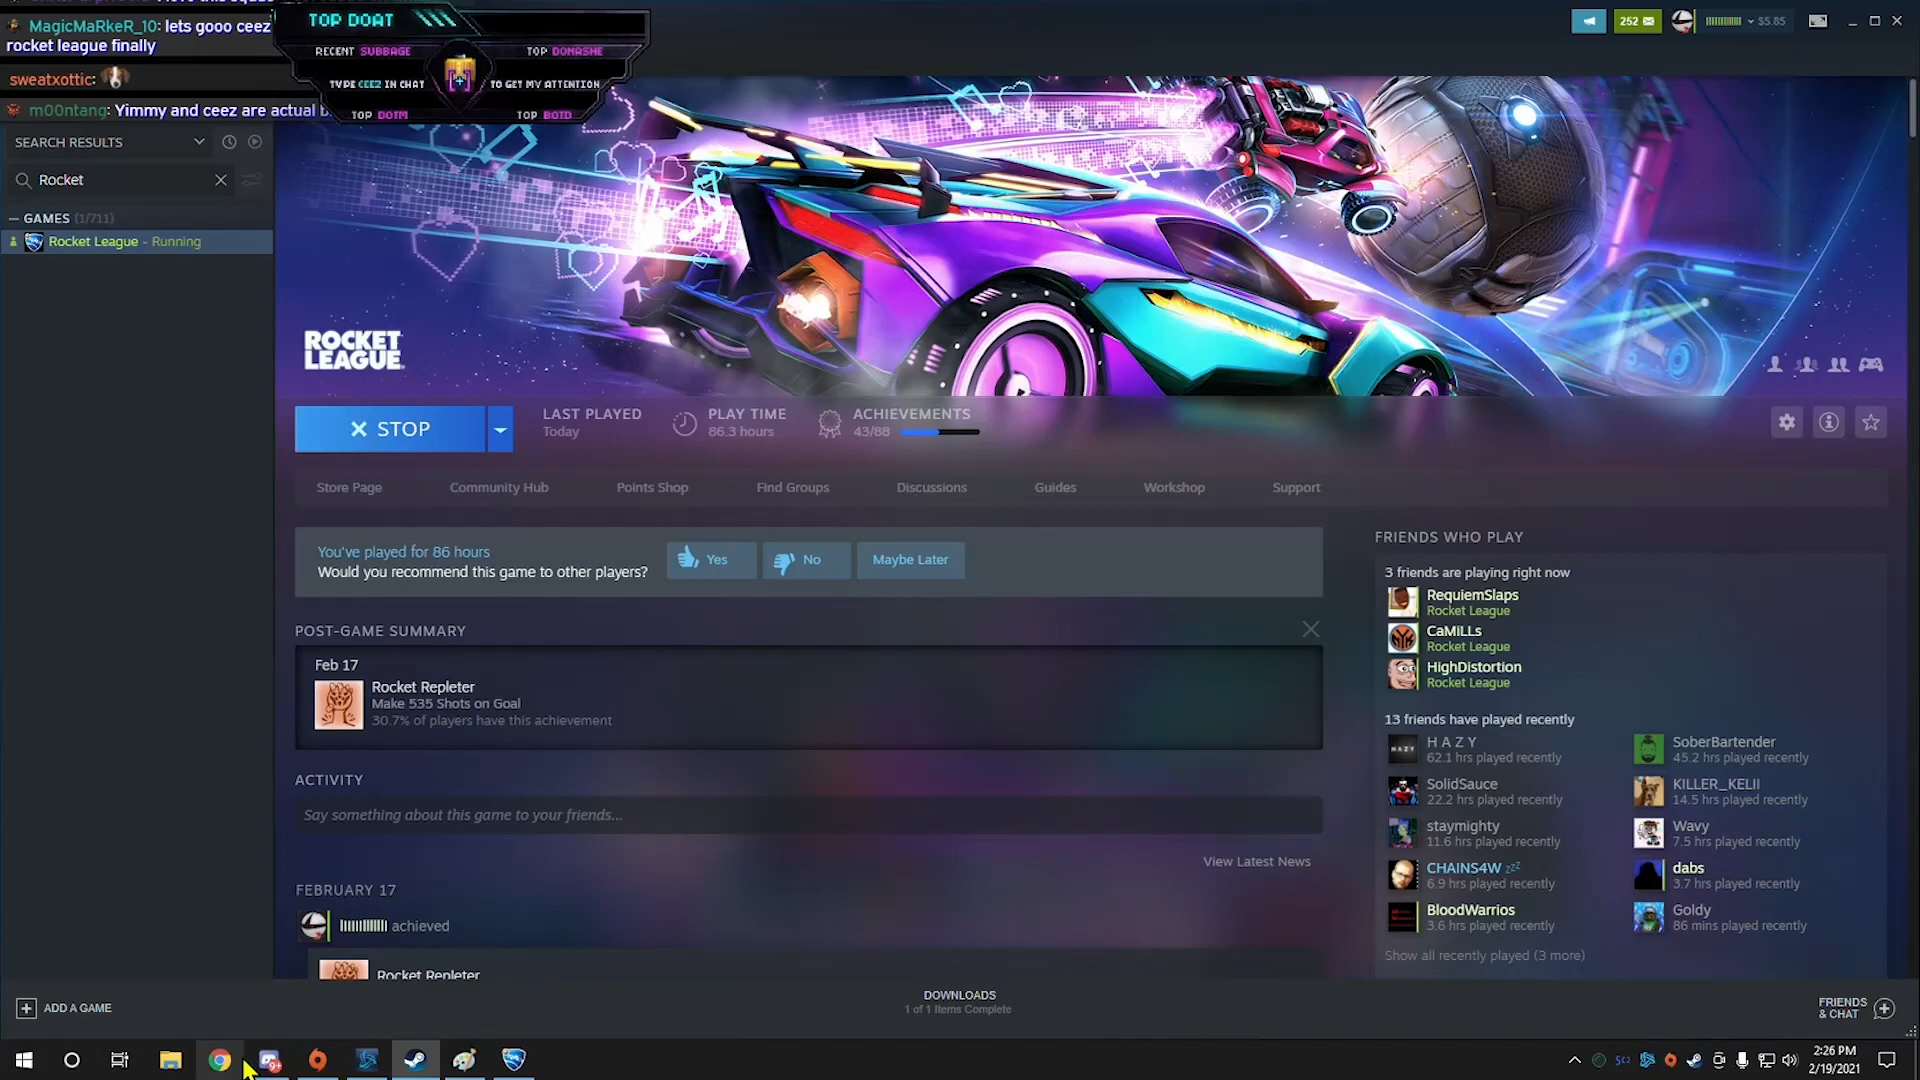 MagicMaRkeR_10: lets gooo ceez
rocket league finally
sweatxottic:
m00ntang: Yimmy and ceez are actual b
TOP DOAT
RECENT SUBBAGE
TOP DONASHE
TYPE CEEZ IN CHAT
TO GET MY ATTENTION
TOP DOTM
TOP BOTD
252
$5.85
SEARCH RESULTS
Rocket
GAMES (1/711)
Rocket League - Running
ROCKET
LEAGUE
STOP
LAST PLAYED
Today
PLAY TIME
86.3 hours
ACHIEVEMENTS
43/88
Store Page
Community Hub
Points Shop
Find Groups
Discussions
Guides
Workshop
Support
You've played for 86 hours
Would you recommend this game to other players?
Yes
No
Maybe Later
POST-GAME SUMMARY
Feb 17
Rocket Repleter
Make 535 Shots on Goal
30.7% of players have this achievement
ACTIVITY
Say something about this game to your friends...
View Latest News
FEBRUARY 17
achieved
Rocket Repleter
FRIENDS WHO PLAY
3 friends are playing right now
RequiemSlaps
Rocket League
CaMiLLs
Rocket League
HighDistortion
Rocket League
13 friends have played recently
H A Z Y
62.1 hrs played recently
SoberBartender
45.2 hrs played recently
SolidSauce
22.2 hrs played recently
KILLER_KELII
14.5 hrs played recently
staymighty
11.6 hrs played recently
Wavy
7.5 hrs played recently
CHAINS4W zzZ
6.9 hrs played recently
dabs
3.7 hrs played recently
BloodWarrios
3.6 hrs played recently
Goldy
86 mins played recently
Show all recently played (3 more)
ADD A GAME
DOWNLOADS
1 of 1 Items Complete
FRIENDS
& CHAT
9+
2:26 PM
2/19/2021